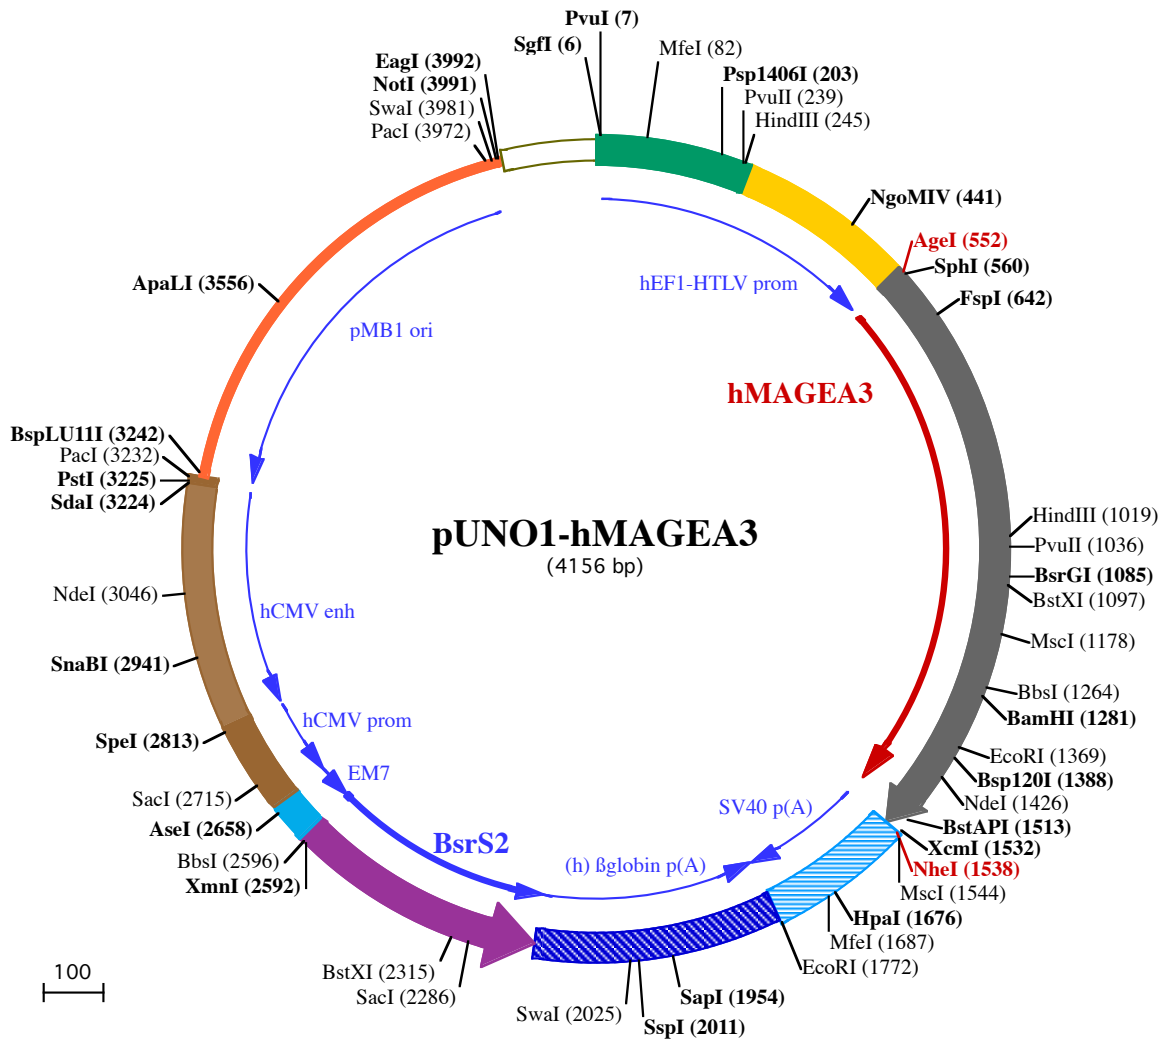 PvuI (7)
SgfI (6)
MfeI (82)
EagI (3992)
Psp1406I (203)
NotI (3991)
PvuII (239)
SwaI (3981)
HindIII (245)
PacI (3972)
NgoMIV (441)
AgeI (552)
SphI (560)
hEF1-HTLV prom
ApaLI (3556)
FspI (642)
pMB1 ori
hMAGEA3
BspLU11I (3242)
PacI (3232)
PstI (3225)
SdaI (3224)
HindIII (1019)
pUNO1-hMAGEA3
PvuII (1036)
(4156 bp)
BsrGI (1085)
NdeI (3046)
BstXI (1097)
hCMV enh
MscI (1178)
SnaBI (2941)
BbsI (1264)
hCMV prom
BamHI (1281)
SpeI (2813)
EcoRI (1369)
EM7
Bsp120I (1388)
SacI (2715)
NdeI (1426)
SV40 p(A)
AseI (2658)
BstAPI (1513)
BsrS2
XcmI (1532)
BbsI (2596)
(h) ßglobin p(A)
NheI (1538)
XmnI (2592)
MscI (1544)
HpaI (1676)
MfeI (1687)
BstXI (2315)
EcoRI (1772)
100
SacI (2286)
SapI (1954)
SwaI (2025)
SspI (2011)